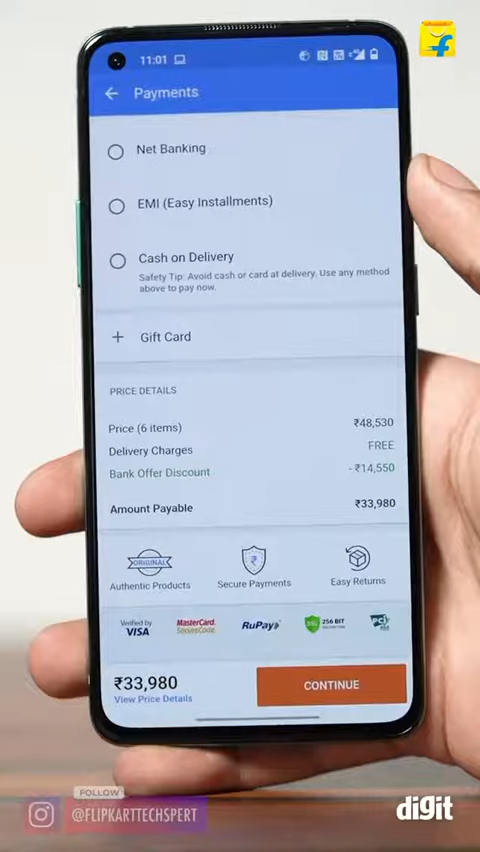 11:01
Payments
Net Banking
EMI (Easy Installments)
Cash on Delivery
Safety Tip: Avoid cash or card at delivery. Use any method
above to pay now.
+ Gift Card
PRICE DETAILS
Price (6 items) ₹48,530
Delivery Charges FREE
Bank Offer Discount - ₹14,550
Amount Payable ₹33,980
ORIGINAL
Authentic Products
₹
Secure Payments
Easy Returns
Verified by
VISA
MasterCard.
SecureCode.
RuPay
256 BIT
PCI
₹33,980
View Price Details
CONTINUE
FOLLOW
@FLIPKARTTECHSPERT
digit